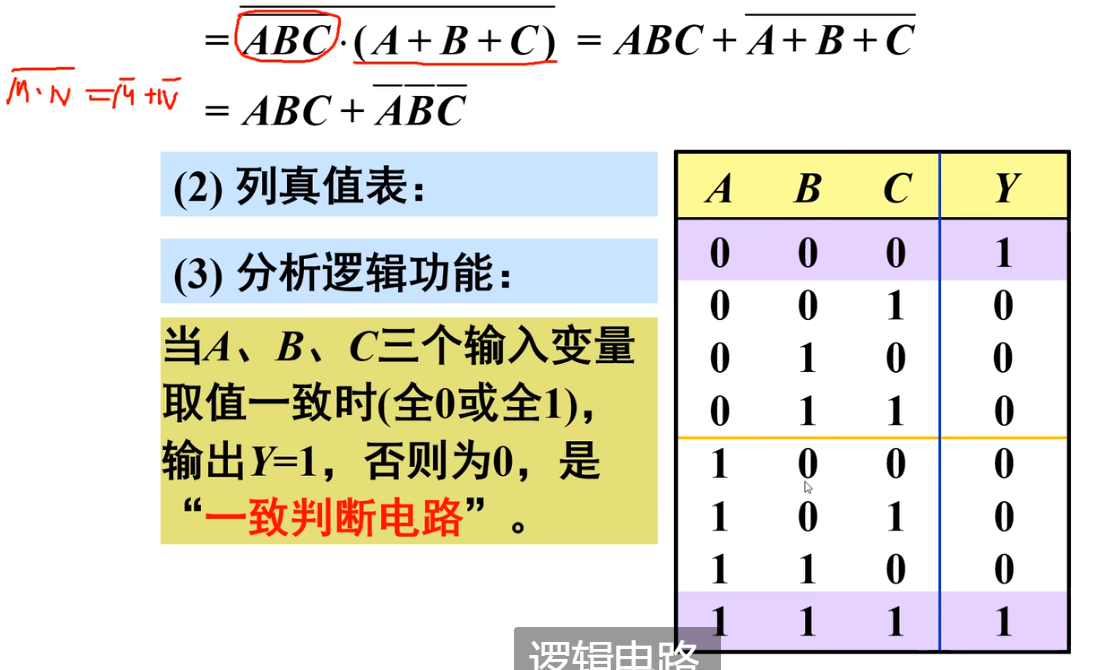 = \overline{\overline{ABC}·(A+B+C)} = ABC + \overline{A+B+C}
\overline{M·N} = \overline{M}+\overline{N}
= ABC + \overline{A}\overline{B}\overline{C}
(2) 列真值表：
(3) 分析逻辑功能：
当A、B、C三个输入变量
取值一致时(全0或全1)，
输出Y=1，否则为0，是
“一致判断电路”。
A B C Y
0 0 0 1
0 0 1 0
0 1 0 0
0 1 1 0
1 0 0 0
1 0 1 0
1 1 0 0
1 1 1 1
逻辑电路